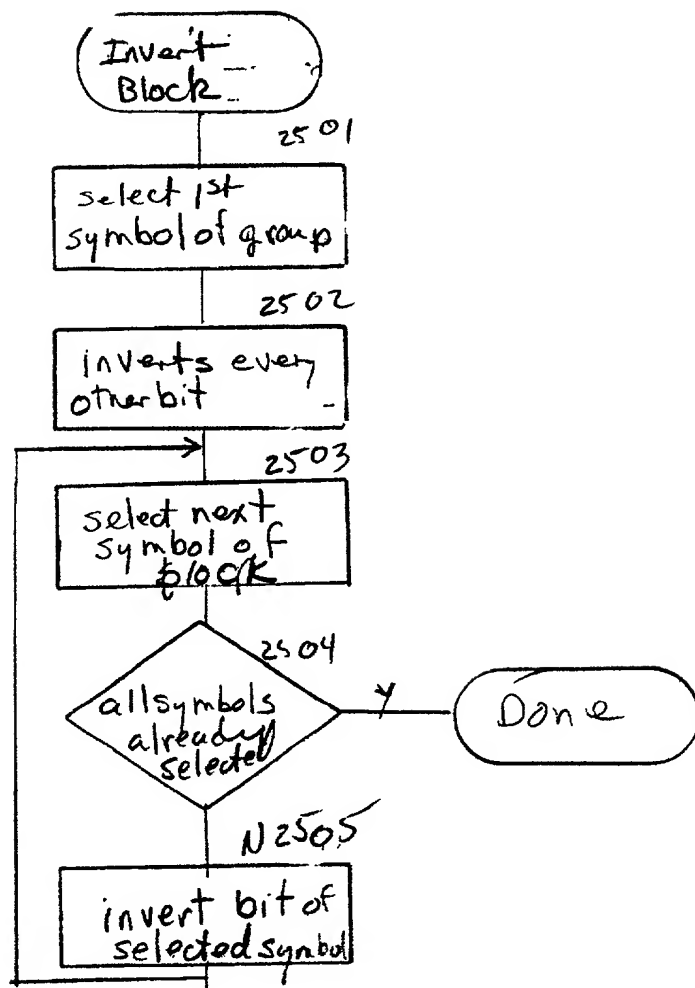 Invert
Block
2501
select 1st
symbol of group
2502
inverts every
other bit
2503
select next
symbol of
block
2504
all symbols
already
selected
Y
Done
N 2505
invert bit of
selected symbol